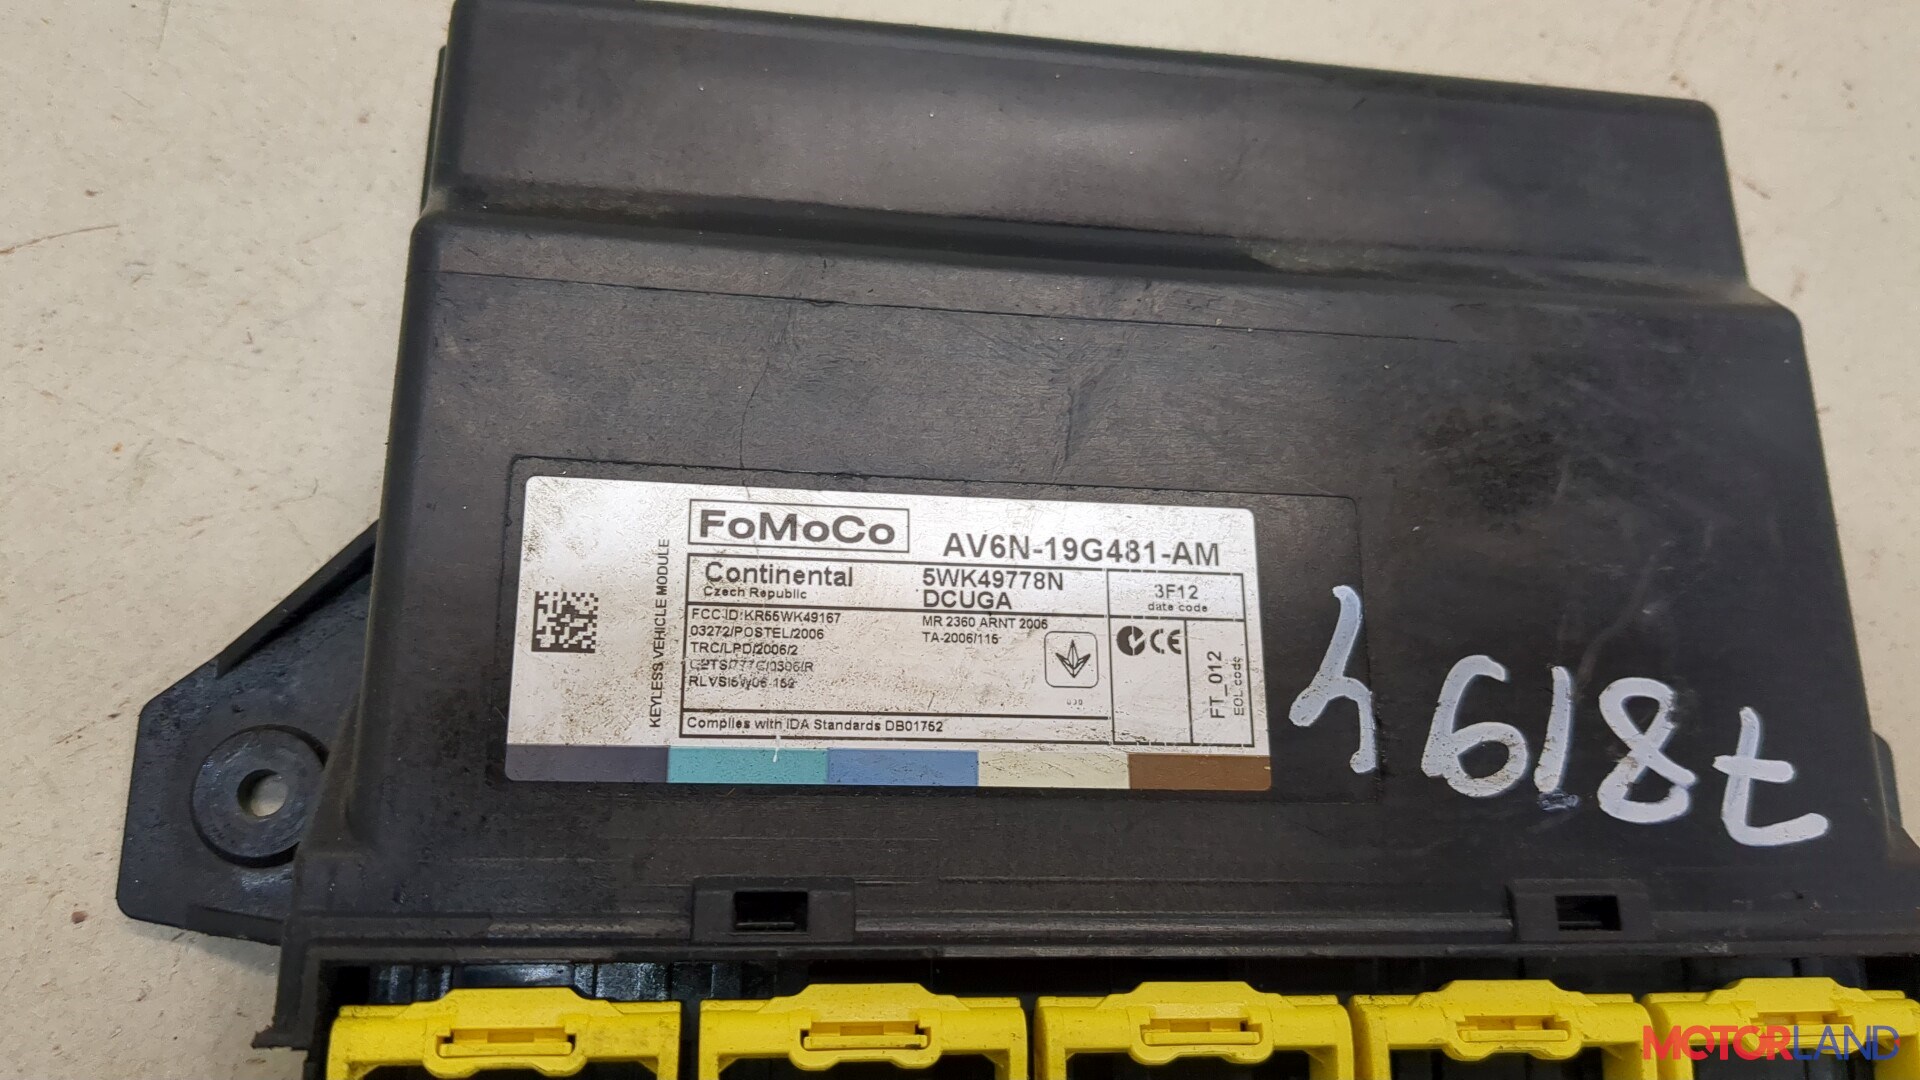 FoMoCo
AV6N-19G481-AM
KEYLESS VEHICLE MODULE
Continental
Czech Republic
5WK49778N
DCUGA
3F12
date code
FCC-ID:KR55WK49167
03272/POSTEL/2006
TRC/LPD/2006/2
MR 2360 ARNT 2006
TA-2006/115
CE
FT_012
EOL code
Complies with IDA Standards DB01752
MOTORLAND